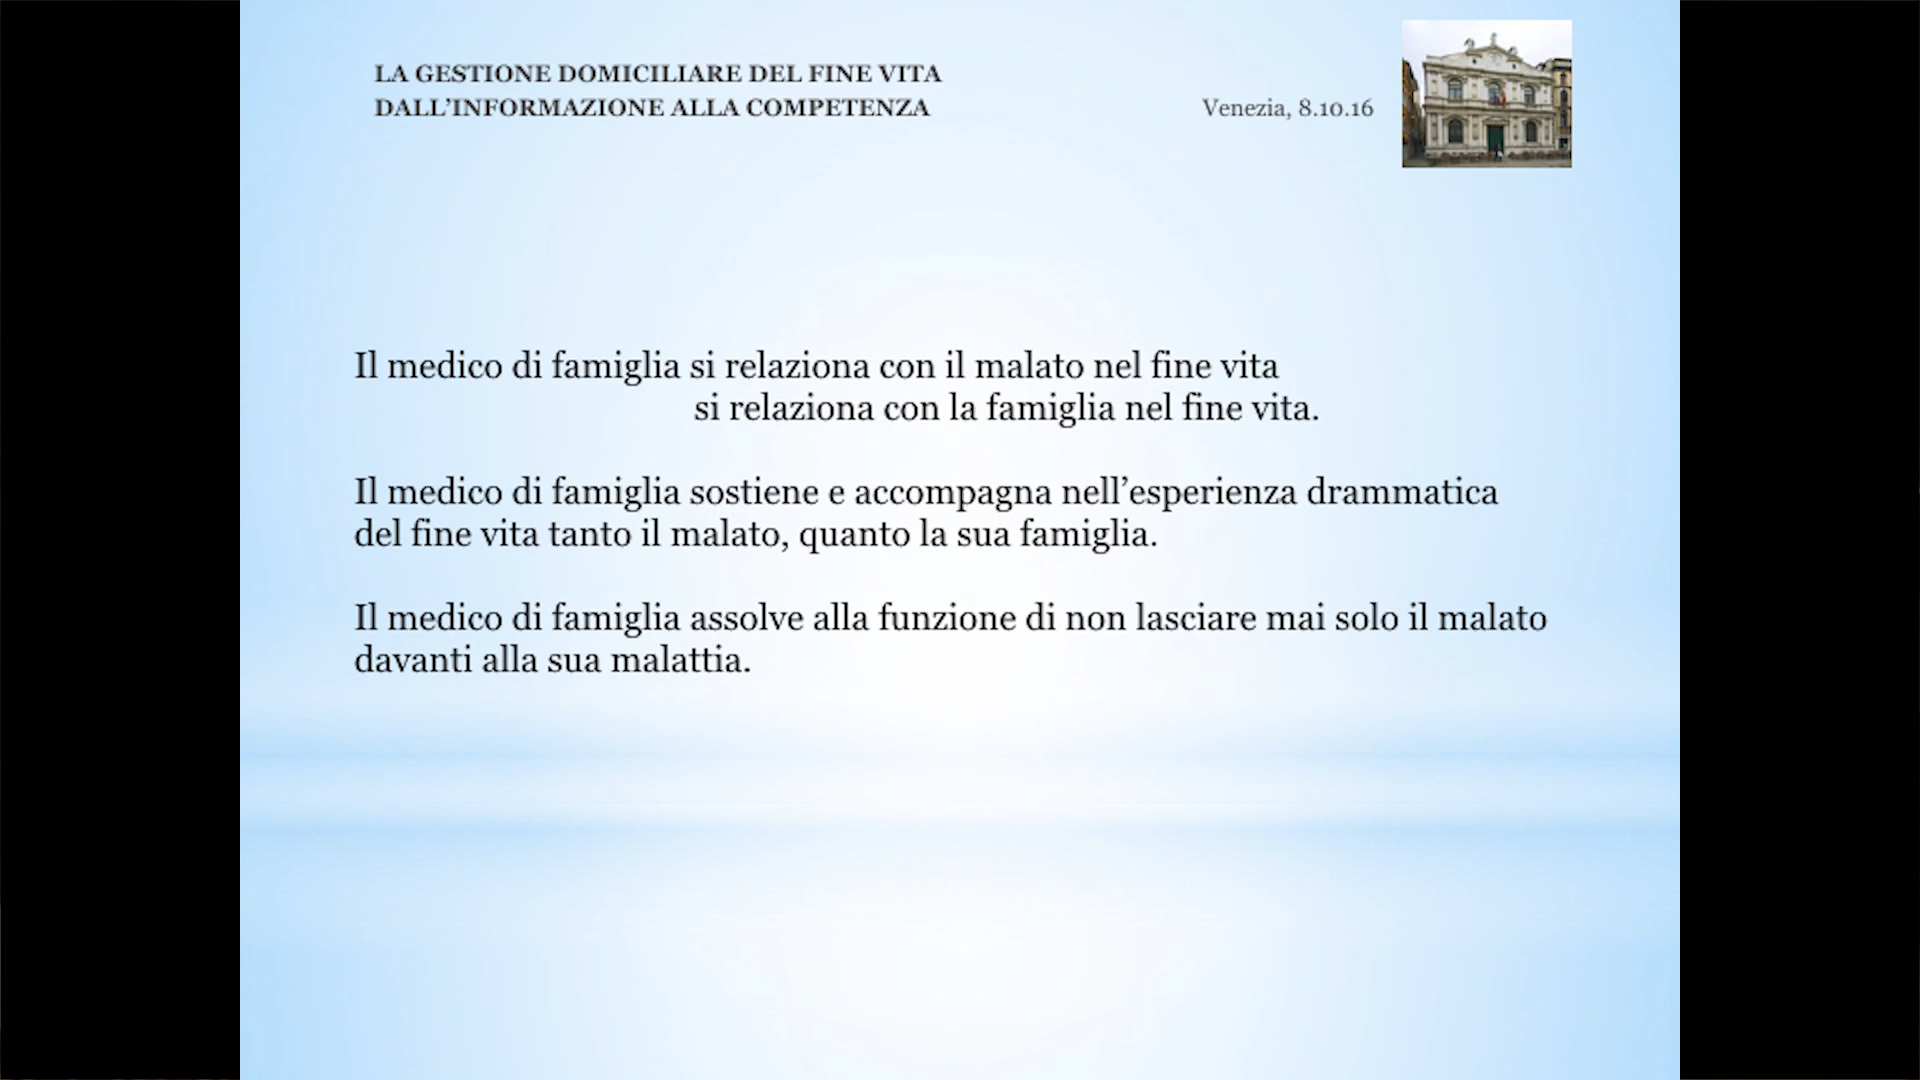 LA GESTIONE DOMICILIARE DEL FINE VITA
DALL’INFORMAZIONE ALLA COMPETENZA
Venezia, 8.10.16
Il medico di famiglia si relaziona con il malato nel fine vita
si relaziona con la famiglia nel fine vita.
Il medico di famiglia sostiene e accompagna nell’esperienza drammatica
del fine vita tanto il malato, quanto la sua famiglia.
Il medico di famiglia assolve alla funzione di non lasciare mai solo il malato
davanti alla sua malattia.